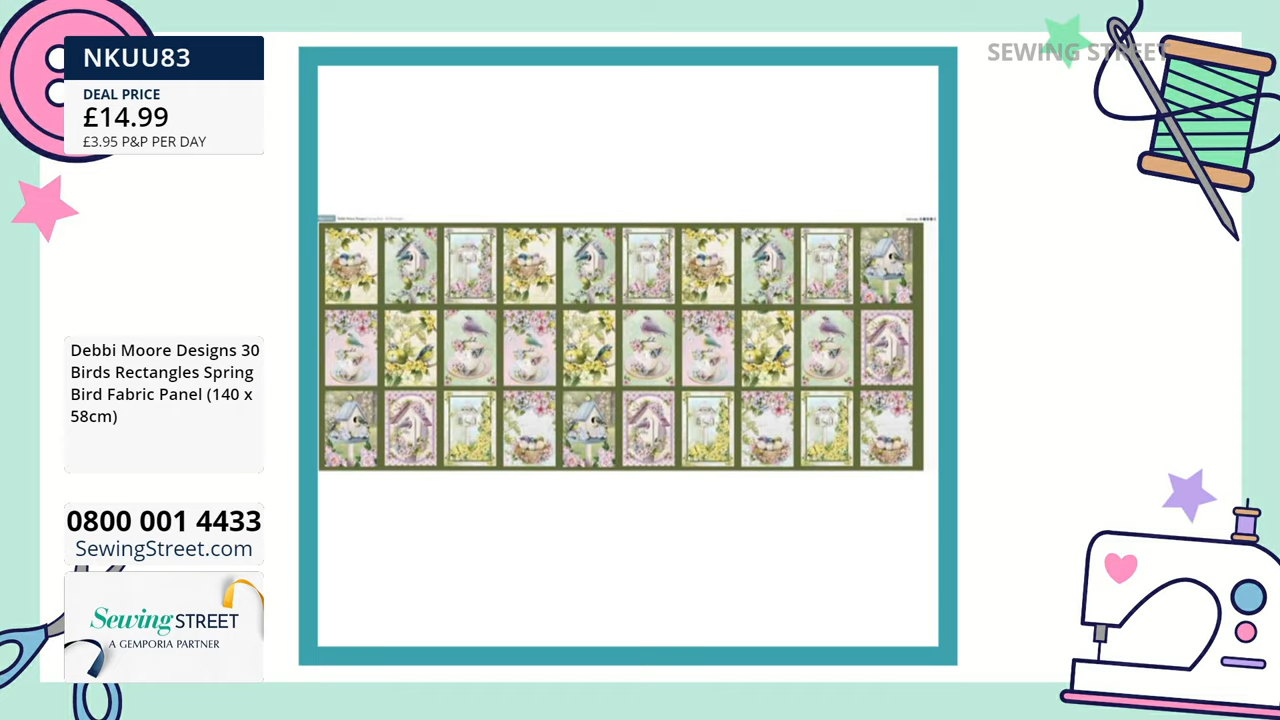 NKUU83
DEAL PRICE
£14.99
£3.95 P&P PER DAY
SEWING STREET
Debbi Moore Designs 30
Birds Rectangles Spring
Bird Fabric Panel (140 x
58cm)
0800 001 4433
SewingStreet.com
Sewing STREET
A GEMPORIA PARTNER